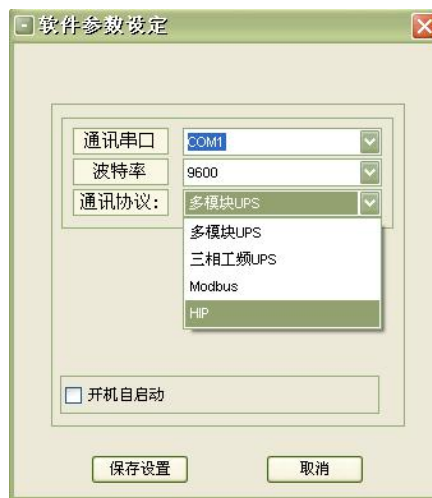 软件参数设定
通讯串口 COM1
波特率 9600
通讯协议: 多模块UPS
多模块UPS
三相工频UPS
Modbus
HIP
开机自启动
保存设置 取消